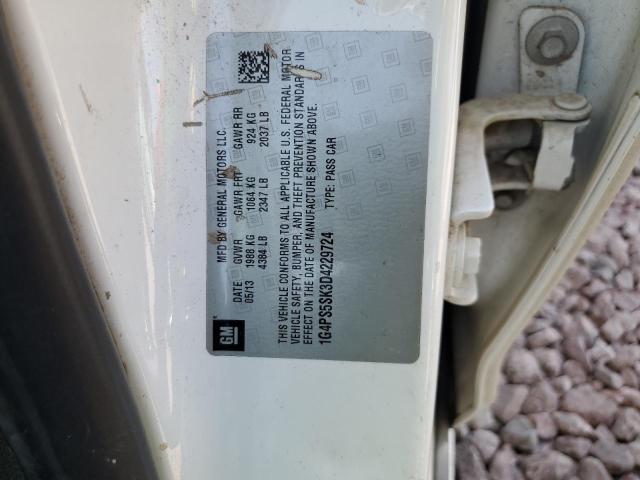 GM
MFD BY GENERAL MOTORS LLC.
DATE GVWR GAWR FRT GAWR RR
05/13 1988 KG 1064 KG 924 KG
4384 LB 2347 LB 2037 LB
THIS VEHICLE CONFORMS TO ALL APPLICABLE U.S. FEDERAL MOTOR
VEHICLE SAFETY, BUMPER, AND THEFT PREVENTION STANDARDS IN
EFFECT ON THE DATE OF MANUFACTURE SHOWN ABOVE.
1G4PS5SK3D4229724 TYPE: PASS CAR